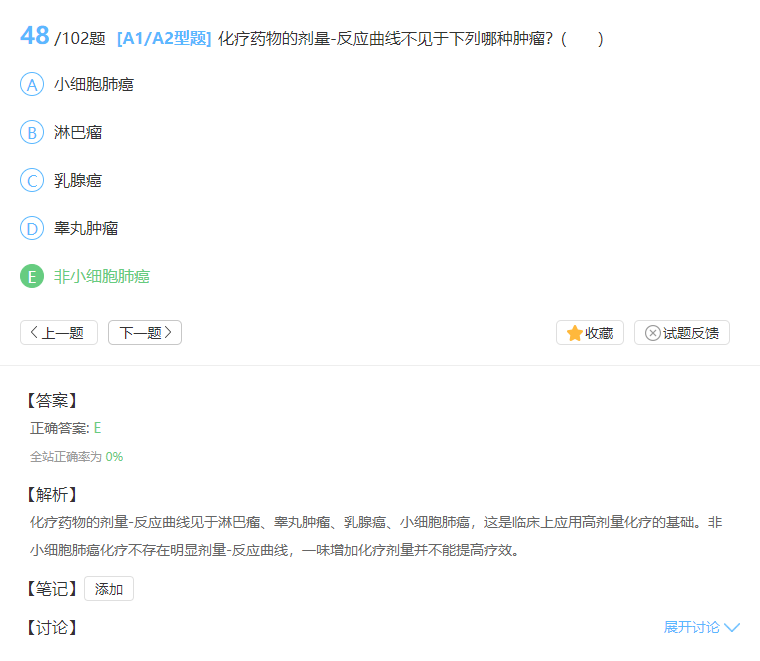 48 /102题 [A1/A2型题] 化疗药物的剂量-反应曲线不见于下列哪种肿瘤?( )
A 小细胞肺癌
B 淋巴瘤
C 乳腺癌
D 睾丸肿瘤
E 非小细胞肺癌
上一题 下一题 收藏 试题反馈
【答案】
正确答案: E
全站正确率为 0%
【解析】
化疗药物的剂量-反应曲线见于淋巴瘤、睾丸肿瘤、乳腺癌、小细胞肺癌，这是临床上应用高剂量化疗的基础。非
小细胞肺癌化疗不存在明显剂量-反应曲线，一味增加化疗剂量并不能提高疗效。
【笔记】 添加
【讨论】 展开讨论